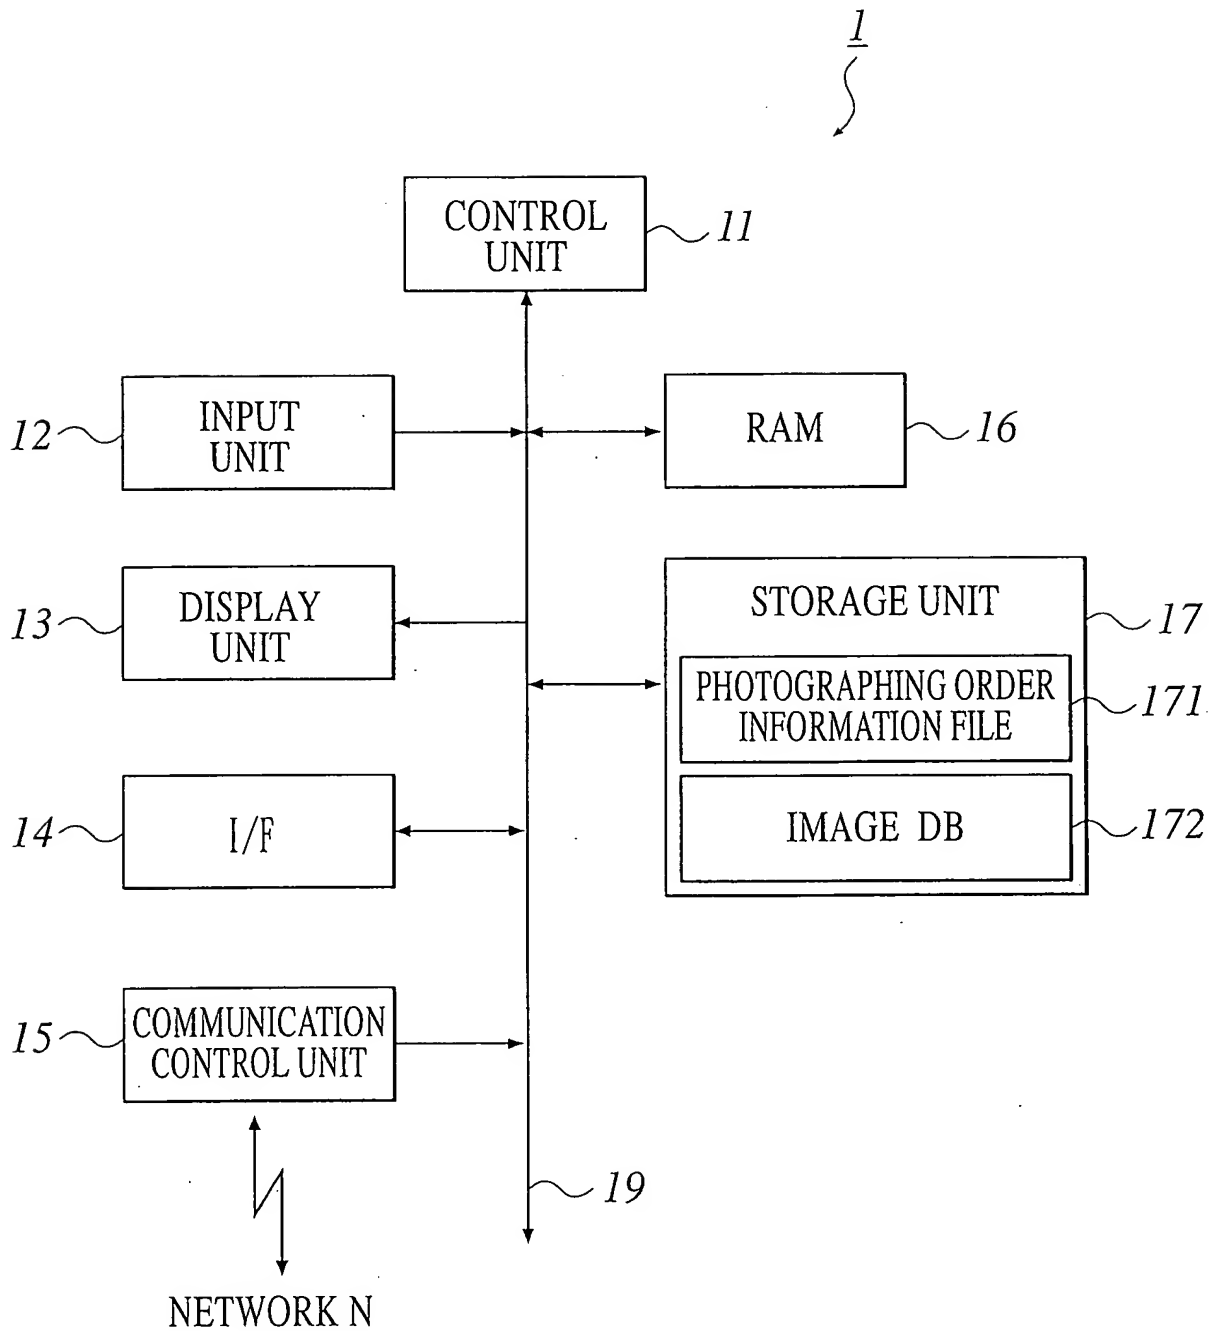 1
CONTROL
UNIT
11
12
INPUT
UNIT
RAM
16
13
DISPLAY
UNIT
STORAGE UNIT
17
PHOTOGRAPHING ORDER
INFORMATION FILE
171
14
I/F
IMAGE DB
172
15
COMMUNICATION
CONTROL UNIT
19
NETWORK N